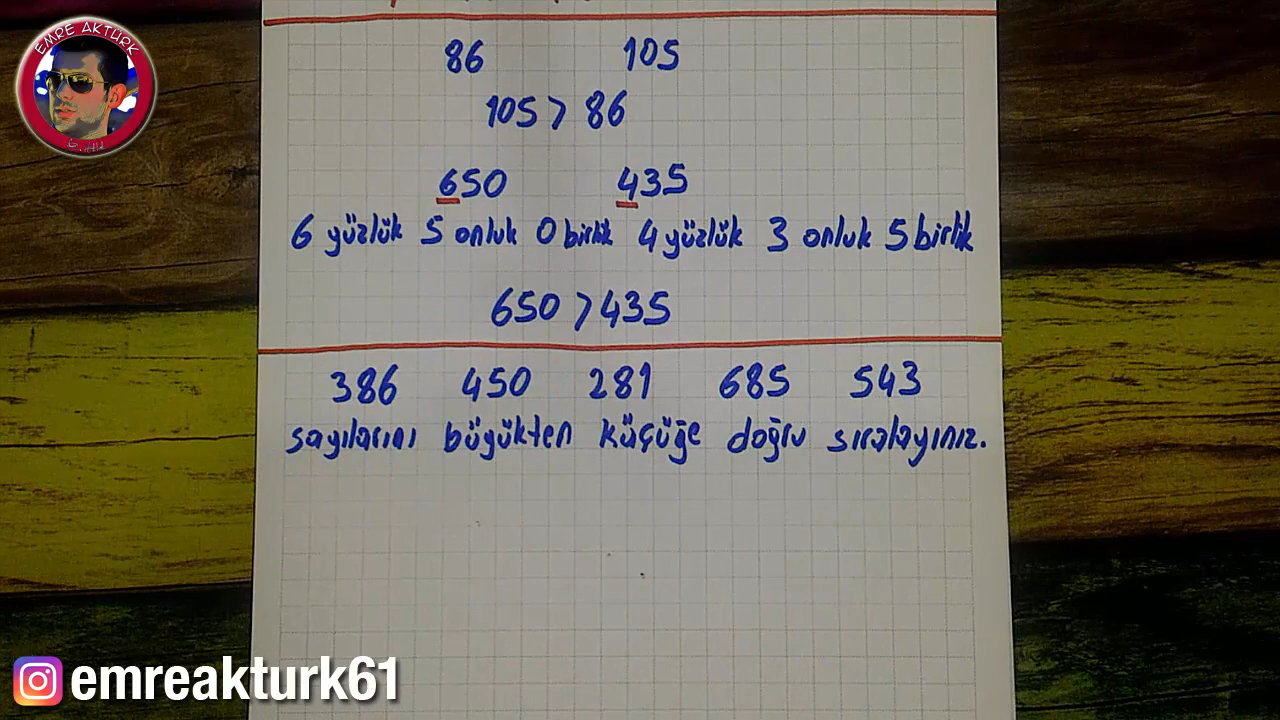 EMRE AKTÜRK
86 105
105 > 86
650 435
6 yüzlük 5 onluk 0 birlik 4 yüzlük 3 onluk 5 birlik
650 > 435
386 450 281 685 543
sayılarını büyükten küçüğe doğru sıralayınız.
emreakturk61